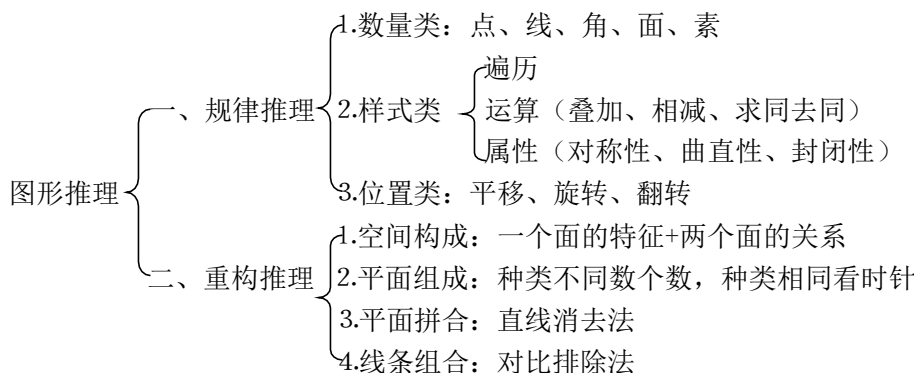 1.数量类：点、线、角、面、素
遍历
一、规律推理
2.样式类
运算（叠加、相减、求同去同）
属性（对称性、曲直性、封闭性）
图形推理
3.位置类：平移、旋转、翻转
1.空间构成：一个面的特征+两个面的关系
二、重构推理
2.平面组成：种类不同数个数，种类相同看时针
3.平面拼合：直线消去法
4.线条组合：对比排除法